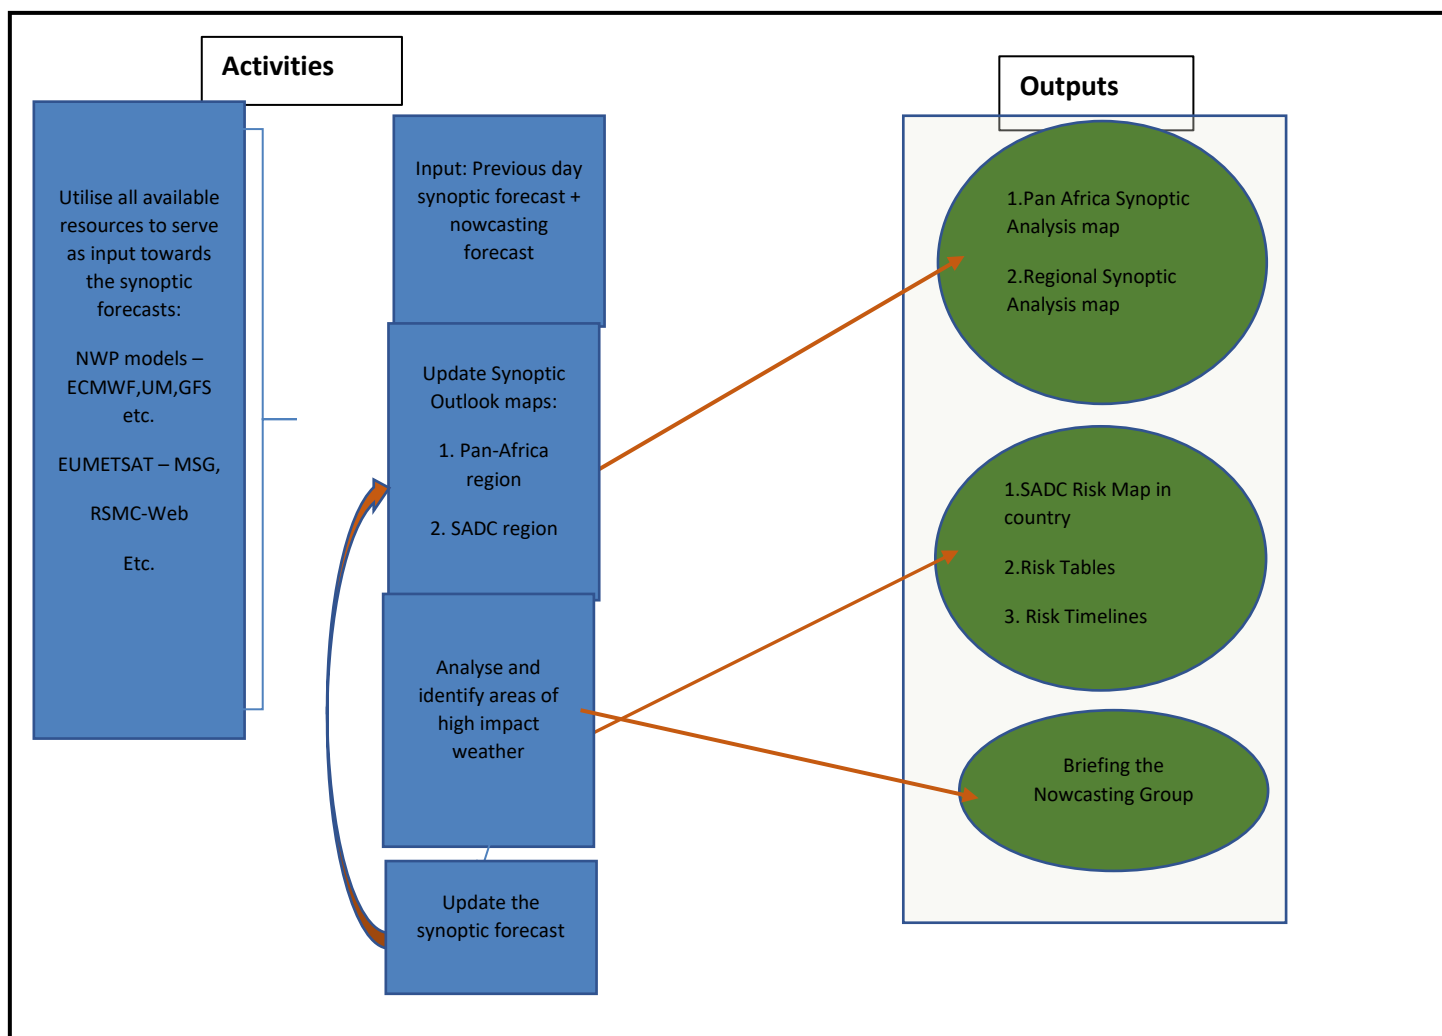 Activities
Utilise all available
resources to serve
as input towards
the synoptic
forecasts:
NWP models –
ECMWF,UM,GFS
etc.
EUMETSAT – MSG,
RSMC-Web
Etc.
Input: Previous day
synoptic forecast +
nowcasting
forecast
Update Synoptic
Outlook maps:
1. Pan-Africa
region
2. SADC region
Analyse and
identify areas of
high impact
weather
Update the
synoptic forecast
Outputs
1.Pan Africa Synoptic
Analysis map
2.Regional Synoptic
Analysis map
1.SADC Risk Map in
country
2.Risk Tables
3. Risk Timelines
Briefing the
Nowcasting Group